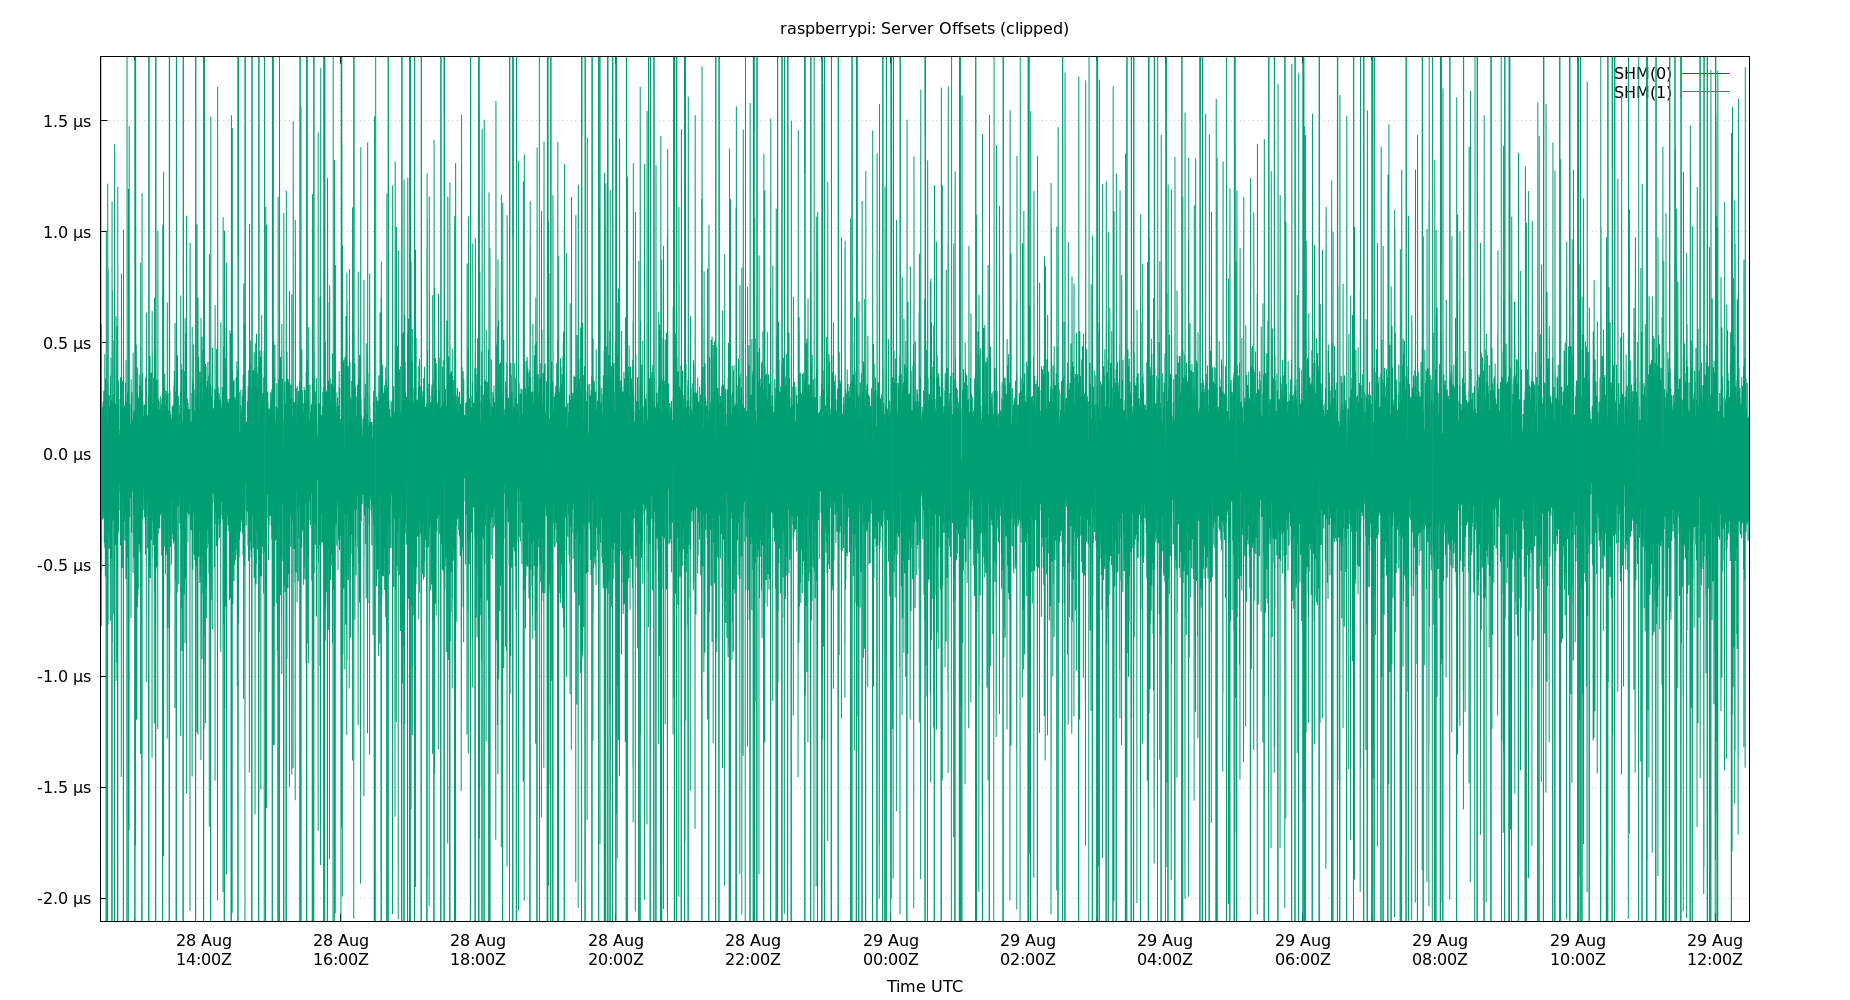 raspberrypi: Server Offsets (clipped)
SHM(0)
SHM(1)
1.5 µs
1.0 µs
0.5 µs
0.0 µs
-0.5 µs
-1.0 µs
-1.5 µs
-2.0 µs
28 Aug 28 Aug 28 Aug 28 Aug 28 Aug 29 Aug 29 Aug 29 Aug 29 Aug 29 Aug 29 Aug 29 Aug
14:00Z 16:00Z 18:00Z 20:00Z 22:00Z 00:00Z 02:00Z 04:00Z 06:00Z 08:00Z 10:00Z 12:00Z
Time UTC